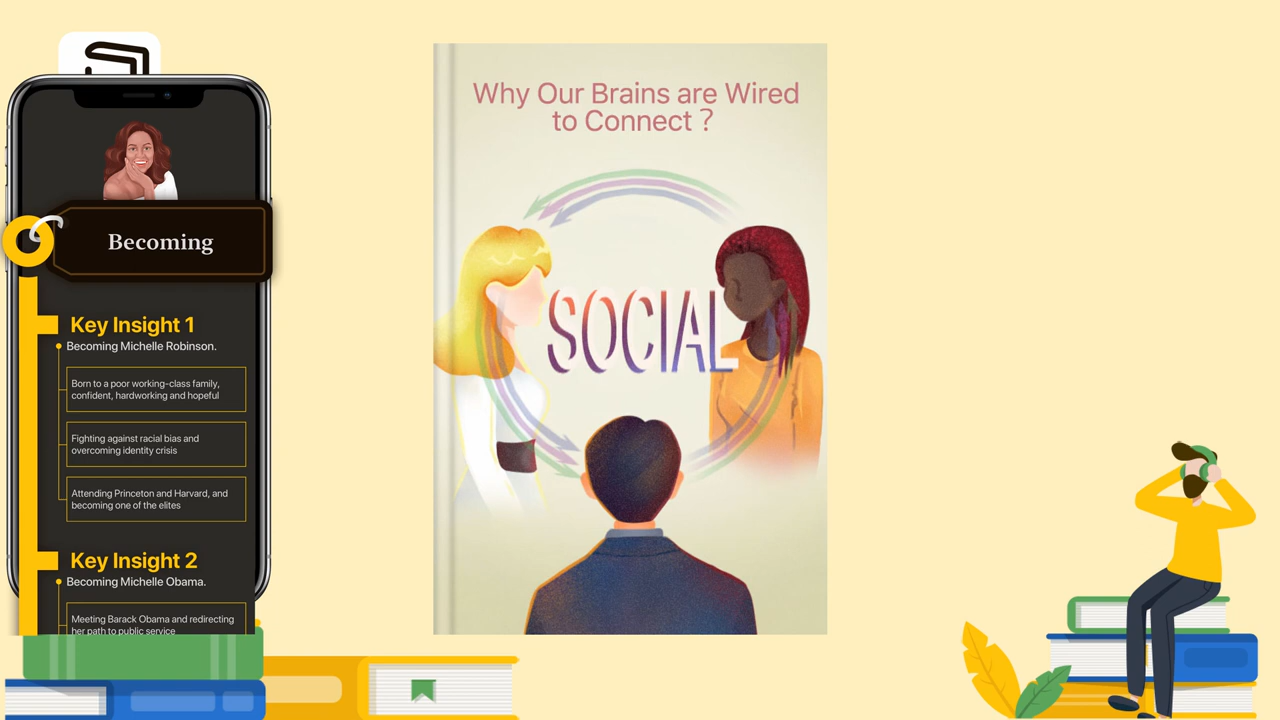 Becoming
Key Insight 1
Becoming Michelle Robinson.
Born to a poor working-class family,
confident, hardworking and hopeful
Fighting against racial bias and
overcoming identity crisis
Attending Princeton and Harvard, and
becoming one of the elites
Key Insight 2
Becoming Michelle Obama.
Meeting Barack Obama and redirecting
her path to public service
Why Our Brains are Wired
to Connect ?
SOCIAL